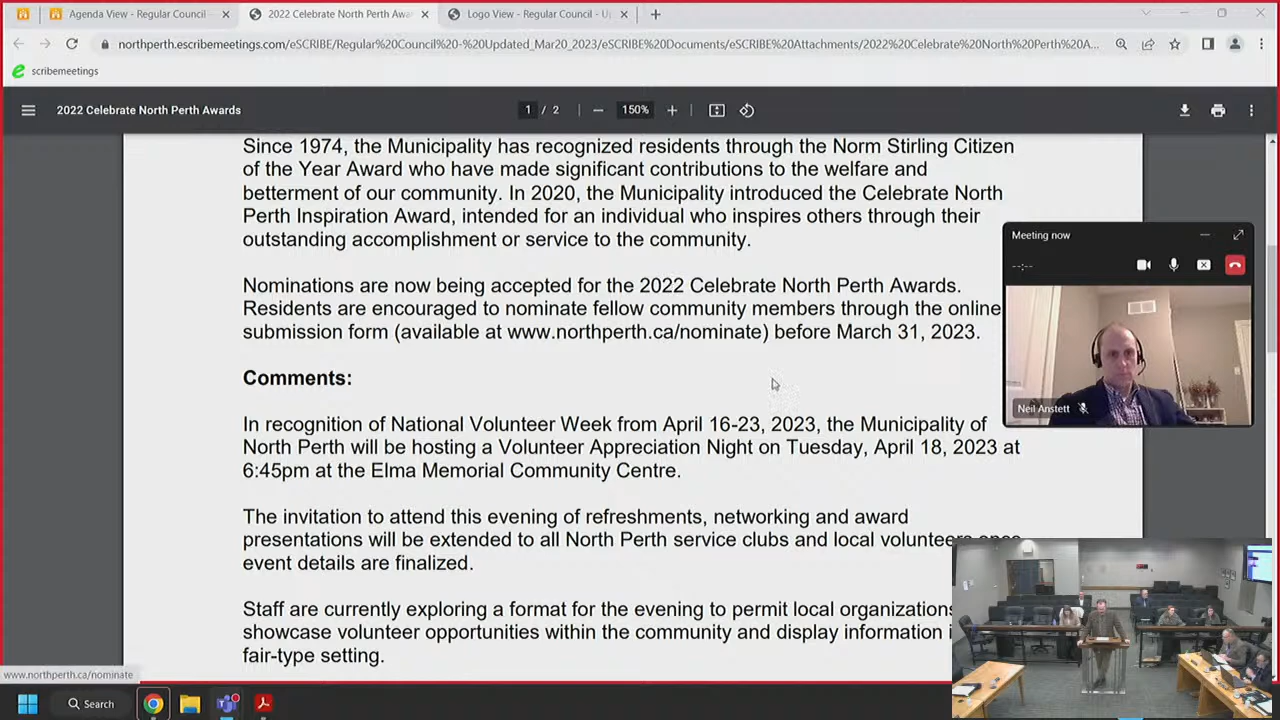 Agenda View - Regular Council
2022 Celebrate North Perth Awa
Logo View - Regular Council - U
northperth.escribemeetings.com/eSCRIBE/Regular%20Council%20-%20Updated_Mar20_2023/eSCRIBE%20Documents/eSCRIBE%20Attachments/2022%20Celebrate%20North%20Perth%20A...
scribemeetings
2022 Celebrate North Perth Awards
1 / 2
150%
Since 1974, the Municipality has recognized residents through the Norm Stirling Citizen
of the Year Award who have made significant contributions to the welfare and
betterment of our community. In 2020, the Municipality introduced the Celebrate North
Perth Inspiration Award, intended for an individual who inspires others through their
outstanding accomplishment or service to the community.
Nominations are now being accepted for the 2022 Celebrate North Perth Awards.
Residents are encouraged to nominate fellow community members through the online
submission form (available at www.northperth.ca/nominate) before March 31, 2023.
Comments:
In recognition of National Volunteer Week from April 16-23, 2023, the Municipality of
North Perth will be hosting a Volunteer Appreciation Night on Tuesday, April 18, 2023 at
6:45pm at the Elma Memorial Community Centre.
The invitation to attend this evening of refreshments, networking and award
presentations will be extended to all North Perth service clubs and local volunteers once
event details are finalized.
Staff are currently exploring a format for the evening to permit local organizations
showcase volunteer opportunities within the community and display information
fair-type setting.
Meeting now
--:--
Neil Anstett
www.northperth.ca/nominate
Search